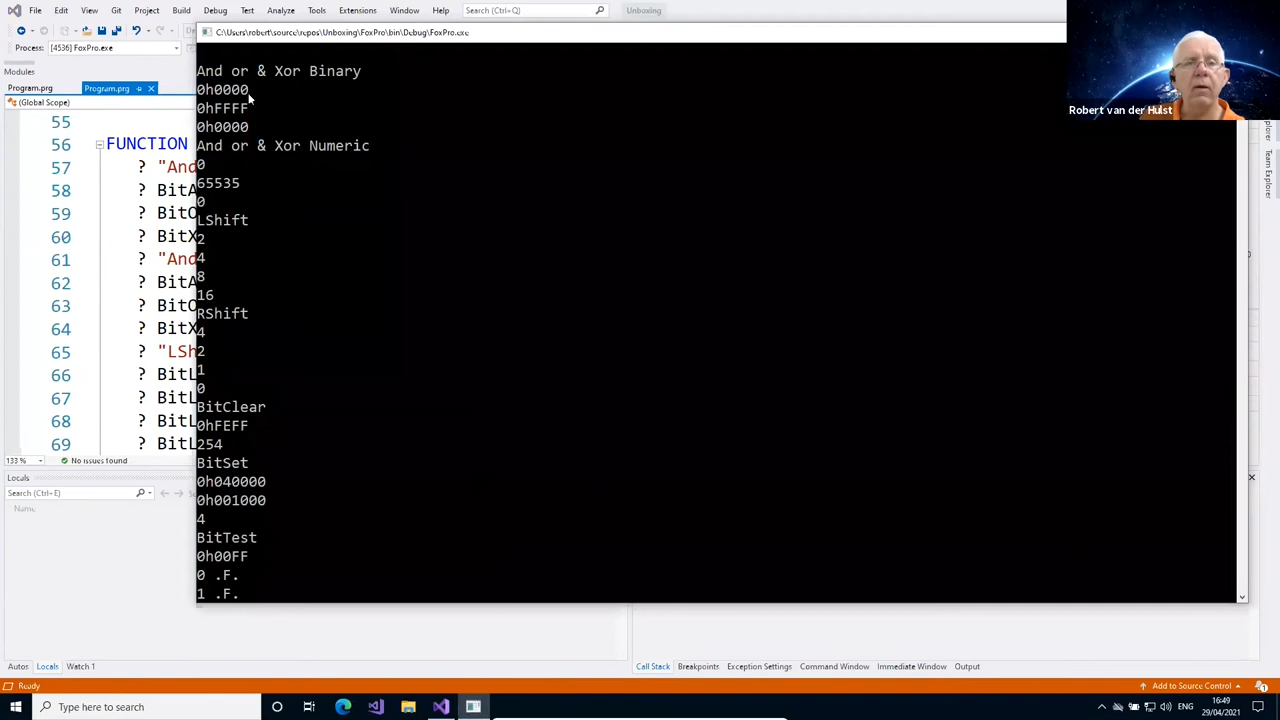 File Edit View Git Project Build Debug Test Analyze Tools Extensions Window Help Search (Ctrl+Q) Unboxing
C:\Users\robert\source\repos\Unboxing\FoxPro\bin\Debug\FoxPro.exe
Process: [4536] FoxPro.exe
Modules
Program.prg Program.prg
(Global Scope)
And or & Xor Binary
0h0000
0hFFFF
0h0000
And or & Xor Numeric
0
65535
0
LShift
2
4
8
16
RShift
4
2
1
0
BitClear
0hFEFF
254
BitSet
0h040000
0h001000
4
BitTest
0h00FF
0 .F.
1 .F.
55
56 FUNCTION
57 ? "And
58 ? BitA
59 ? BitO
60 ? BitX
61 ? "And
62 ? BitA
63 ? BitO
64 ? BitX
65 ? "LSh
66 ? BitL
67 ? BitL
68 ? BitL
69 ? BitL
133 % No issues found
Locals
Search (Ctrl+E)
Name
Autos Locals Watch 1
Call Stack Breakpoints Exception Settings Command Window Immediate Window Output
Ready
Add to Source Control
1
Team Explorer
Robert van der Hulst
Type here to search
ENG
16:49
29/04/2021